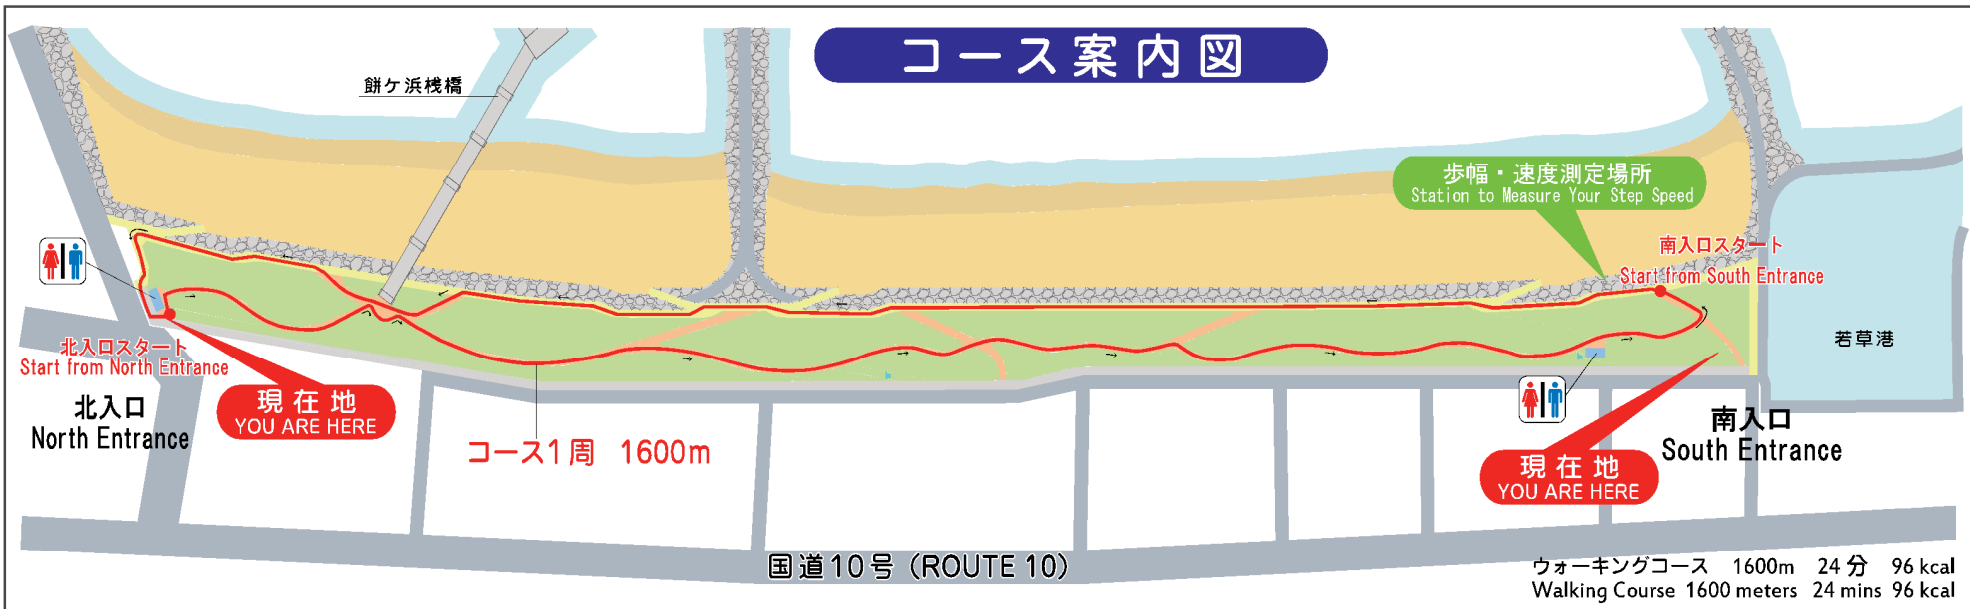 コース案内図
餅ケ浜桟橋
歩幅・速度測定場所
Station to Measure Your Step Speed
南入口スタート
Start from South Entrance
若草港
北入口スタート
Start from North Entrance
現在地
YOU ARE HERE
北入口
North Entrance
コース1周 1600m
南入口
South Entrance
現在地
YOU ARE HERE
国道10号 (ROUTE 10)
ウォーキングコース 1600m 24分 96 kcal
Walking Course 1600 meters 24 mins 96 kcal